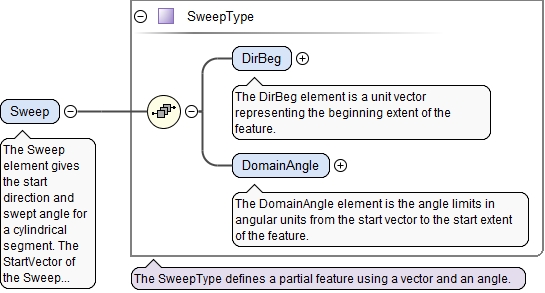 SweepType
DirBeg
The DirBeg element is a unit vector
representing the beginning extent of the
feature.
Sweep
The Sweep
element gives
the start
direction and
swept angle for
a cylindrical
segment. The
StartVector of
the Sweep...
DomainAngle
The DomainAngle element is the angle limits in
angular units from the start vector to the start extent
of the feature.
The SweepType defines a partial feature using a vector and an angle.